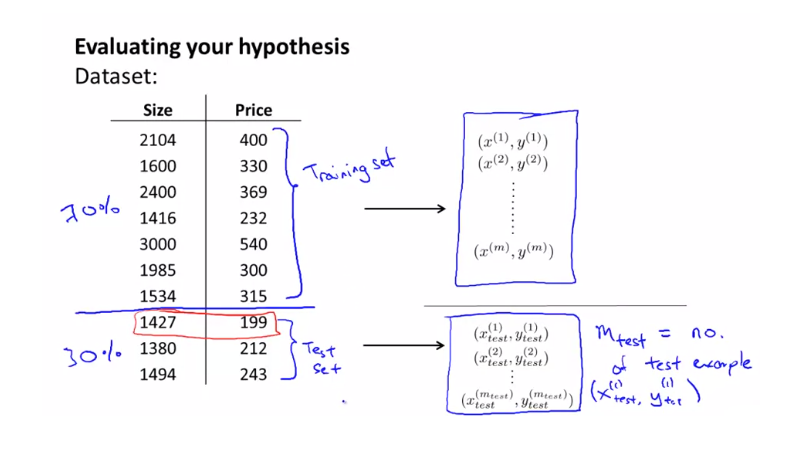 Evaluating your hypothesis
Dataset:
Size Price
2104 400
1600 330
2400 369
1416 232
3000 540
1985 300
1534 315
1427 199
1380 212
1494 243
70%
30%
Training set
Test
set
(x^{(1)}, y^{(1)})
(x^{(2)}, y^{(2)})
(x^{(m)}, y^{(m)})
(x_{test}^{(1)}, y_{test}^{(1)})
(x_{test}^{(2)}, y_{test}^{(2)})
(x_{test}^{(m_{test})}, y_{test}^{(m_{test})})
m_{test} = no.
of test example
(x_{test}^{(1)}, y_{test}^{(1)})